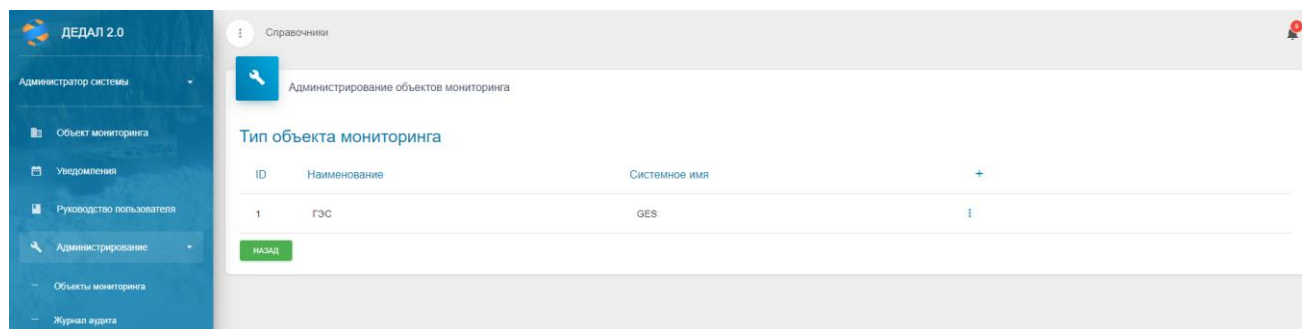 ДЕДАЛ 2.0
Справочники
Администратор системы
Администрирование объектов мониторинга
Объект мониторинга
Уведомления
Руководство пользователя
Администрирование
Объекты мониторинга
Журнал аудита
Тип объекта мониторинга
ID Наименование Системное имя +
1 ГЭС GES
НАЗАД